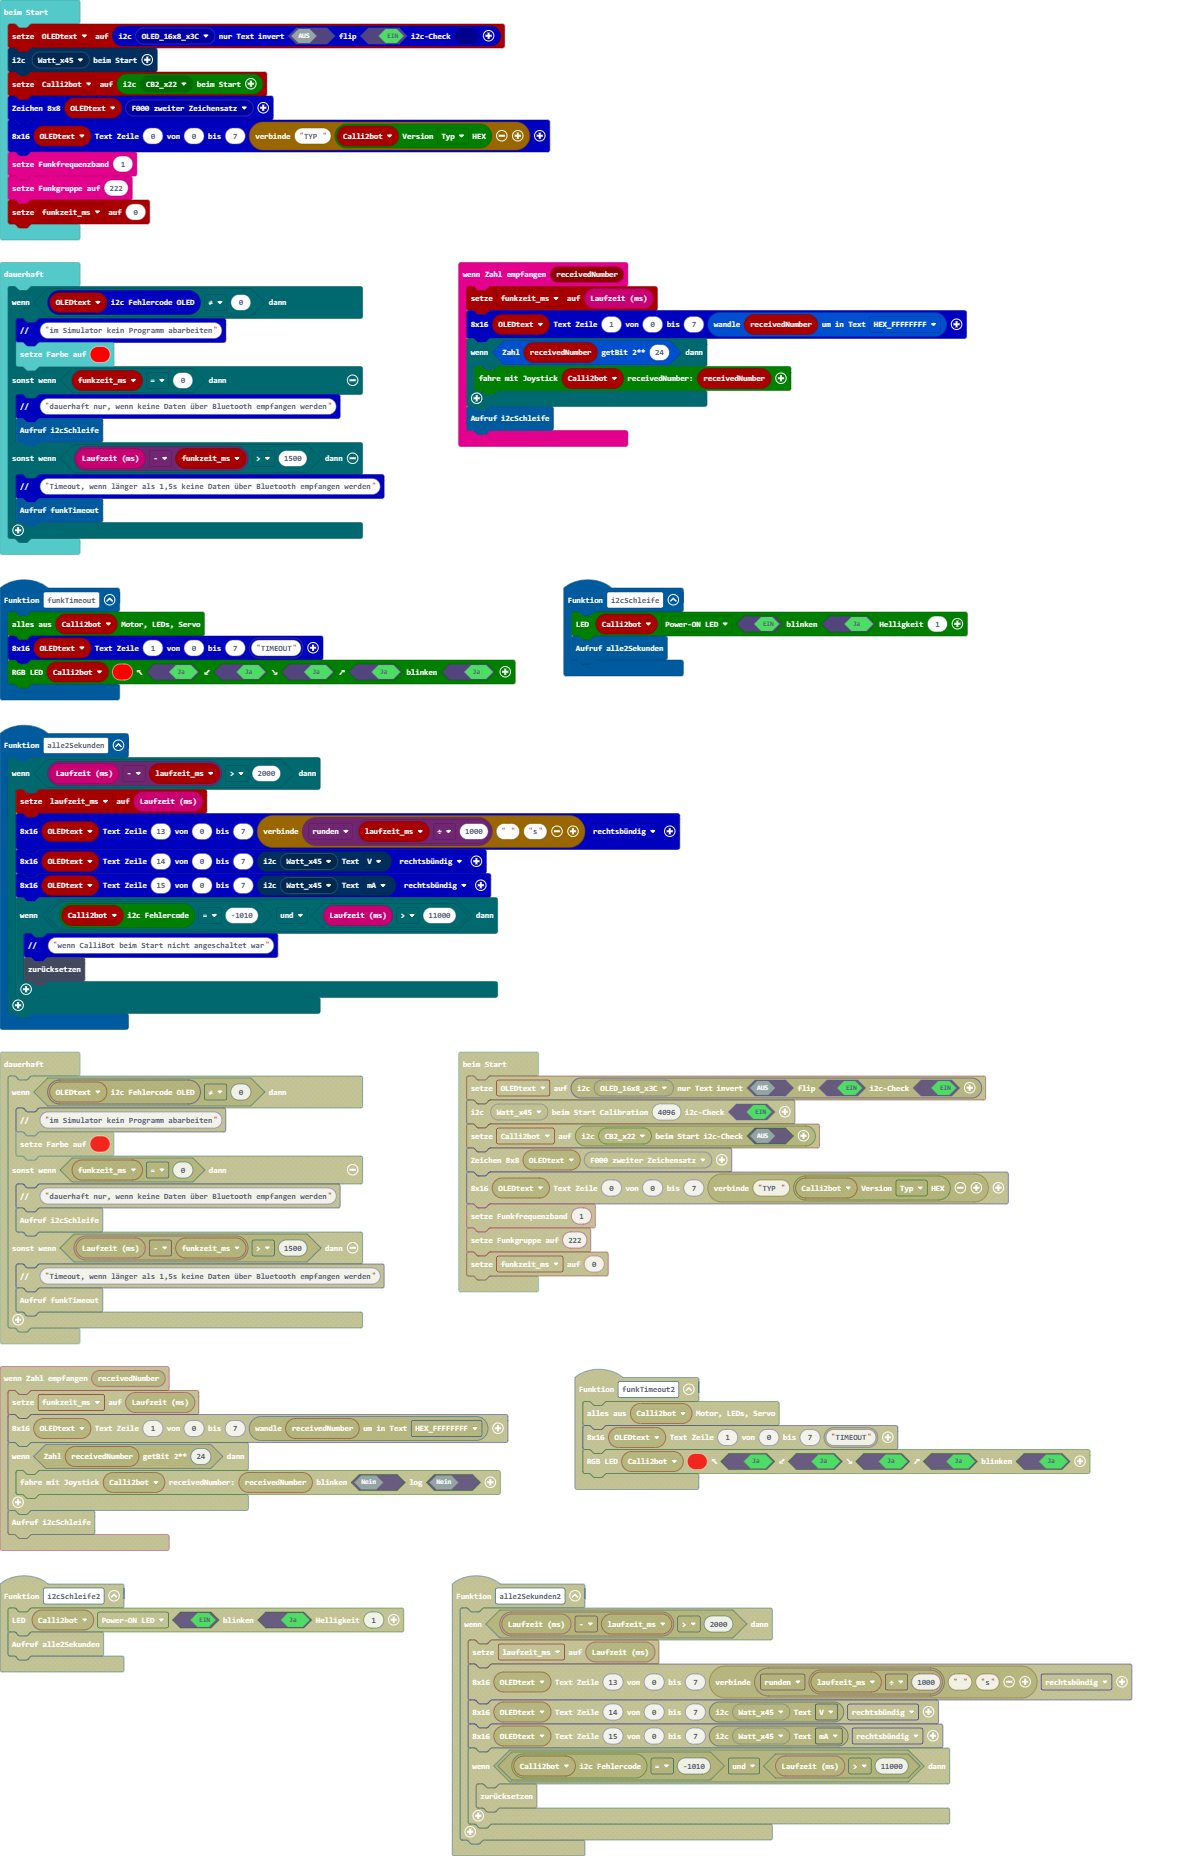 beim Start
setze OLEDtext auf i2c OLED_16x8_x3C nur Text invert AUS flip EIN i2c-Check
i2c Watt_x45 beim Start
setze Calli2bot auf i2c CB2_x22 beim Start
Zeichen 8x8 OLEDtext F000 zweiter Zeichensatz
8x16 OLEDtext Text Zeile 0 von 0 bis 7 verbinde "TYP " Calli2bot Version Typ HEX
setze Funkfrequenzband 1
setze Funkgruppe auf 222
setze funkzeit_ms auf 0
dauerhaft
wenn OLEDtext i2c Fehlercode OLED ≠ 0 dann
// "im Simulator kein Programm abarbeiten"
setze Farbe auf
sonst wenn funkzeit_ms = 0 dann
// "dauerhaft nur, wenn keine Daten über Bluetooth empfangen werden"
Aufruf i2cSchleife
sonst wenn Laufzeit (ms) - funkzeit_ms > 1500 dann
// "Timeout, wenn länger als 1,5s keine Daten über Bluetooth empfangen werden"
Aufruf funkTimeout
wenn Zahl empfangen receivedNumber
setze funkzeit_ms auf Laufzeit (ms)
8x16 OLEDtext Text Zeile 1 von 0 bis 7 wandle receivedNumber um in Text HEX_FFFFFFFF
wenn Zahl receivedNumber getBit 2** 24 dann
fahre mit Joystick Calli2bot receivedNumber: receivedNumber
Aufruf i2cSchleife
Funktion funkTimeout
alles aus Calli2bot Motor, LEDs, Servo
8x16 OLEDtext Text Zeile 1 von 0 bis 7 "TIMEOUT"
RGB LED Calli2bot ↖ Ja ↙ Ja ↘ Ja ↗ Ja blinken Ja
Funktion i2cSchleife
LED Calli2bot Power-ON LED EIN blinken Ja Helligkeit 1
Aufruf alle2Sekunden
Funktion alle2Sekunden
wenn Laufzeit (ms) - laufzeit_ms > 2000 dann
setze laufzeit_ms auf Laufzeit (ms)
8x16 OLEDtext Text Zeile 13 von 0 bis 7 verbinde runden laufzeit_ms ÷ 1000 " " "s" rechtsbündig
8x16 OLEDtext Text Zeile 14 von 0 bis 7 i2c Watt_x45 Text V rechtsbündig
8x16 OLEDtext Text Zeile 15 von 0 bis 7 i2c Watt_x45 Text mA rechtsbündig
wenn Calli2bot i2c Fehlercode = -1010 und Laufzeit (ms) > 11000 dann
// "wenn CalliBot beim Start nicht angeschaltet war"
zurücksetzen
dauerhaft
wenn OLEDtext i2c Fehlercode OLED ≠ 0 dann
// "im Simulator kein Programm abarbeiten"
setze Farbe auf
sonst wenn funkzeit_ms = 0 dann
// "dauerhaft nur, wenn keine Daten über Bluetooth empfangen werden"
Aufruf i2cSchleife
sonst wenn Laufzeit (ms) - funkzeit_ms > 1500 dann
// "Timeout, wenn länger als 1,5s keine Daten über Bluetooth empfangen werden"
Aufruf funkTimeout
beim Start
setze OLEDtext auf i2c OLED_16x8_x3C nur Text invert AUS flip EIN i2c-Check EIN
i2c Watt_x45 beim Start Calibration 4096 i2c-Check EIN
setze Calli2bot auf i2c CB2_x22 beim Start i2c-Check AUS
Zeichen 8x8 OLEDtext F000 zweiter Zeichensatz
8x16 OLEDtext Text Zeile 0 von 0 bis 7 verbinde "TYP " Calli2bot Version Typ HEX
setze Funkfrequenzband 1
setze Funkgruppe auf 222
setze funkzeit_ms auf 0
wenn Zahl empfangen receivedNumber
setze funkzeit_ms auf Laufzeit (ms)
8x16 OLEDtext Text Zeile 1 von 0 bis 7 wandle receivedNumber um in Text HEX_FFFFFFFF
wenn Zahl receivedNumber getBit 2** 24 dann
fahre mit Joystick Calli2bot receivedNumber: receivedNumber blinken Nein log Nein
Aufruf i2cSchleife
Funktion funkTimeout2
alles aus Calli2bot Motor, LEDs, Servo
8x16 OLEDtext Text Zeile 1 von 0 bis 7 "TIMEOUT"
RGB LED Calli2bot ↖ Ja ↙ Ja ↘ Ja ↗ Ja blinken Ja
Funktion i2cSchleife2
LED Calli2bot Power-ON LED EIN blinken Ja Helligkeit 1
Aufruf alle2Sekunden
Funktion alle2Sekunden2
wenn Laufzeit (ms) - laufzeit_ms > 2000 dann
setze laufzeit_ms auf Laufzeit (ms)
8x16 OLEDtext Text Zeile 13 von 0 bis 7 verbinde runden laufzeit_ms ÷ 1000 " " "s" rechtsbündig
8x16 OLEDtext Text Zeile 14 von 0 bis 7 i2c Watt_x45 Text V rechtsbündig
8x16 OLEDtext Text Zeile 15 von 0 bis 7 i2c Watt_x45 Text mA rechtsbündig
wenn Calli2bot i2c Fehlercode = -1010 und Laufzeit (ms) > 11000 dann
zurücksetzen